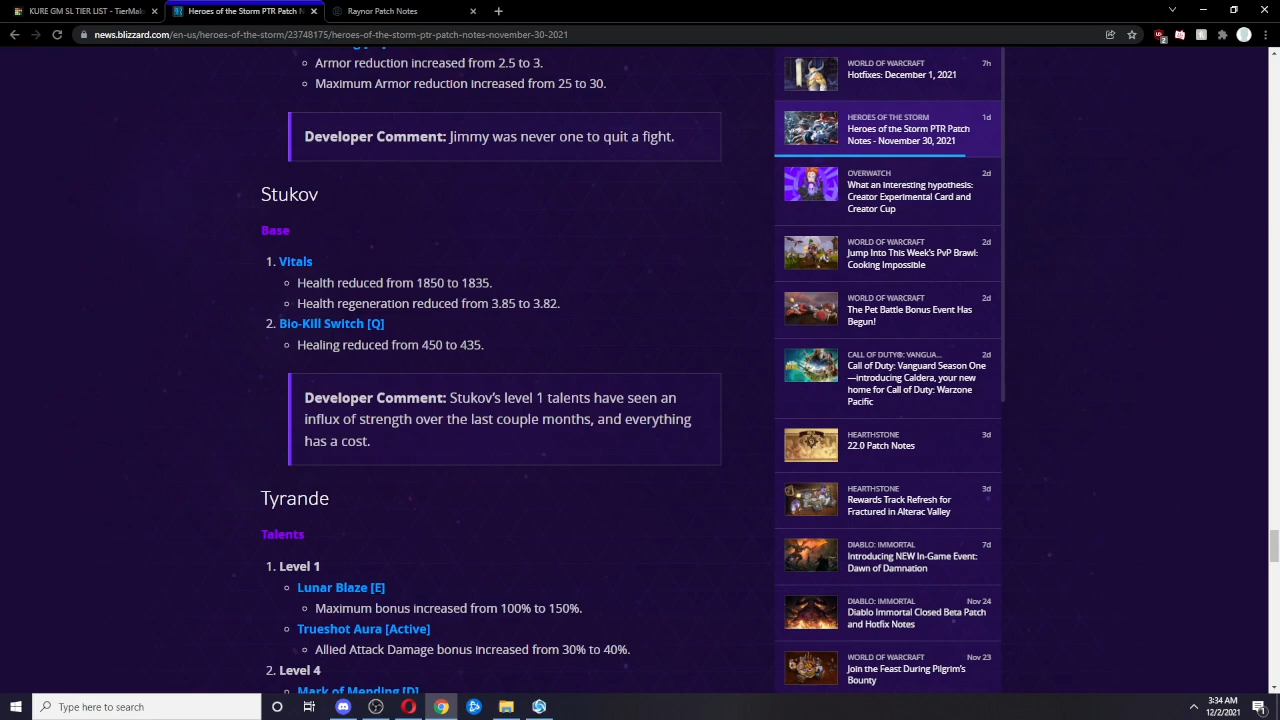 KURE GM SL TIER LIST - TierMak
Heroes of the Storm PTR Patch N
Raynor Patch Notes
news.blizzard.com/en-us/heroes-of-the-storm/23748175/heroes-of-the-storm-ptr-patch-notes-november-30-2021
2
Armor reduction increased from 2.5 to 3.
Maximum Armor reduction increased from 25 to 30.
Developer Comment: Jimmy was never one to quit a fight.
Stukov
Base
1. Vitals
Health reduced from 1850 to 1835.
Health regeneration reduced from 3.85 to 3.82.
2. Bio-Kill Switch [Q]
Healing reduced from 450 to 435.
Developer Comment: Stukov's level 1 talents have seen an
influx of strength over the last couple months, and everything
has a cost.
Tyrande
Talents
1. Level 1
Lunar Blaze [E]
Maximum bonus increased from 100% to 150%.
Trueshot Aura [Active]
Allied Attack Damage bonus increased from 30% to 40%.
2. Level 4
Mark of Mending [D]
WORLD OF WARCRAFT 7h
Hotfixes: December 1, 2021
HEROES OF THE STORM 1d
Heroes of the Storm PTR Patch
Notes - November 30, 2021
OVERWATCH 2d
What an interesting hypothesis:
Creator Experimental Card and
Creator Cup
WORLD OF WARCRAFT 2d
Jump Into This Week's PvP Brawl:
Cooking Impossible
WORLD OF WARCRAFT 2d
The Pet Battle Bonus Event Has
Begun!
CALL OF DUTY®: VANGUA... 2d
Call of Duty: Vanguard Season One
—introducing Caldera, your new
home for Call of Duty: Warzone
Pacific
HEARTHSTONE 3d
22.0 Patch Notes
HEARTHSTONE 3d
Rewards Track Refresh for
Fractured in Alterac Valley
DIABLO: IMMORTAL 7d
Introducing NEW In-Game Event:
Dawn of Damnation
DIABLO: IMMORTAL Nov 24
Diablo Immortal Closed Beta Patch
and Hotfix Notes
WORLD OF WARCRAFT Nov 23
Join the Feast During Pilgrim's
Bounty
Type here to search
3:34 AM
12/2/2021
1